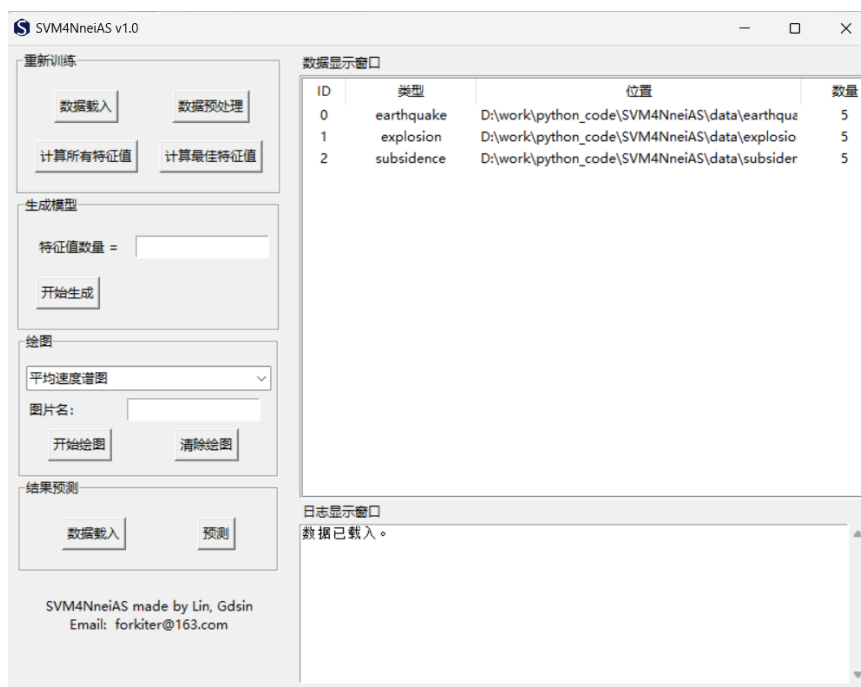 SVM4NneiAS v1.0
重新训练
数据载入 数据预处理
计算所有特征值 计算最佳特征值
生成模型
特征值数量 =
开始生成
绘图
平均速度谱图
图片名:
开始绘图 清除绘图
结果预测
数据载入 预测
SVM4NneiAS made by Lin, Gdsin
Email: forkiter@163.com
数据显示窗口
ID 类型 位置 数量
0 earthquake D:\work\python_code\SVM4NneiAS\data\earthqua 5
1 explosion D:\work\python_code\SVM4NneiAS\data\explosio 5
2 subsidence D:\work\python_code\SVM4NneiAS\data\subsider 5
日志显示窗口
数据已载入。